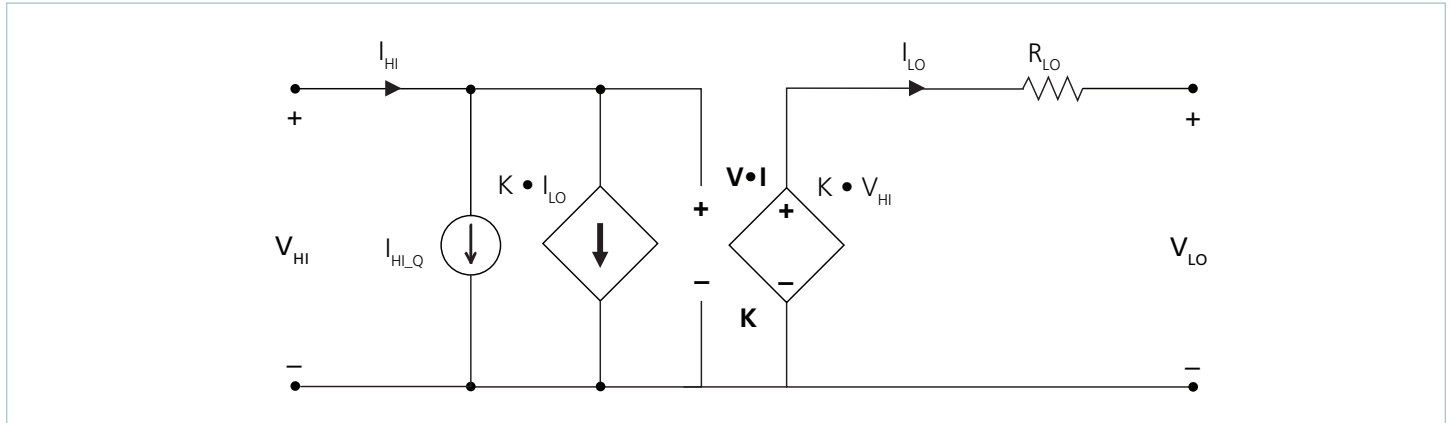 I_HI
I_LO
R_LO
+
+
V•I
K • I_LO
K • V_HI
+
+
V_HI
I_HI_Q
V_LO
–
–
K
–
–